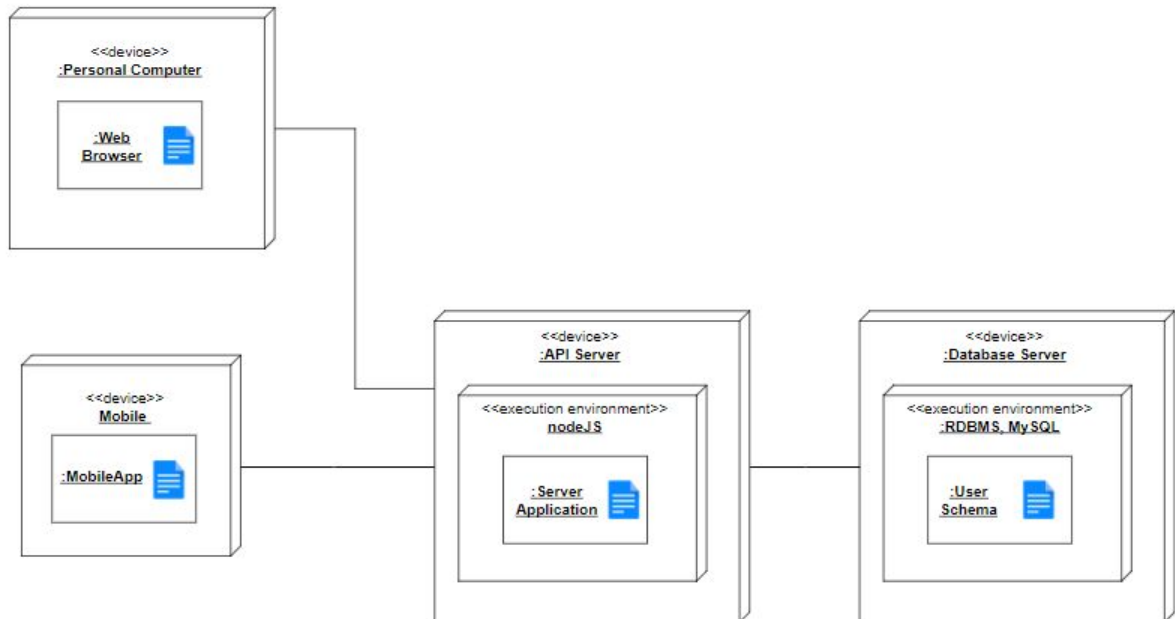 <<device>>
:Personal Computer
:Web
Browser
<<device>>
Mobile
:MobileApp
<<device>>
:API Server
<<execution environment>>
nodeJS
:Server
Application
<<device>>
:Database Server
<<execution environment>>
:RDBMS, MySQL
:User
Schema